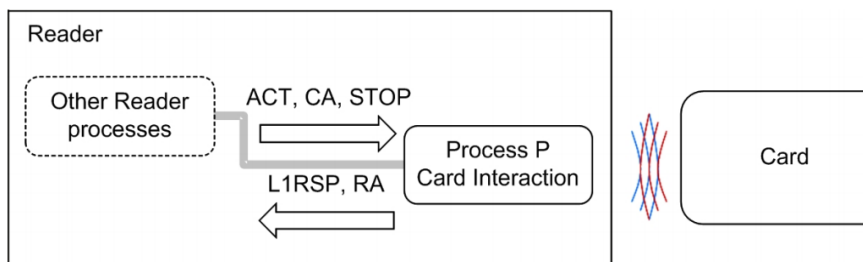 Reader
Other Reader
processes
ACT, CA, STOP
Process P
Card Interaction
L1RSP, RA
Card